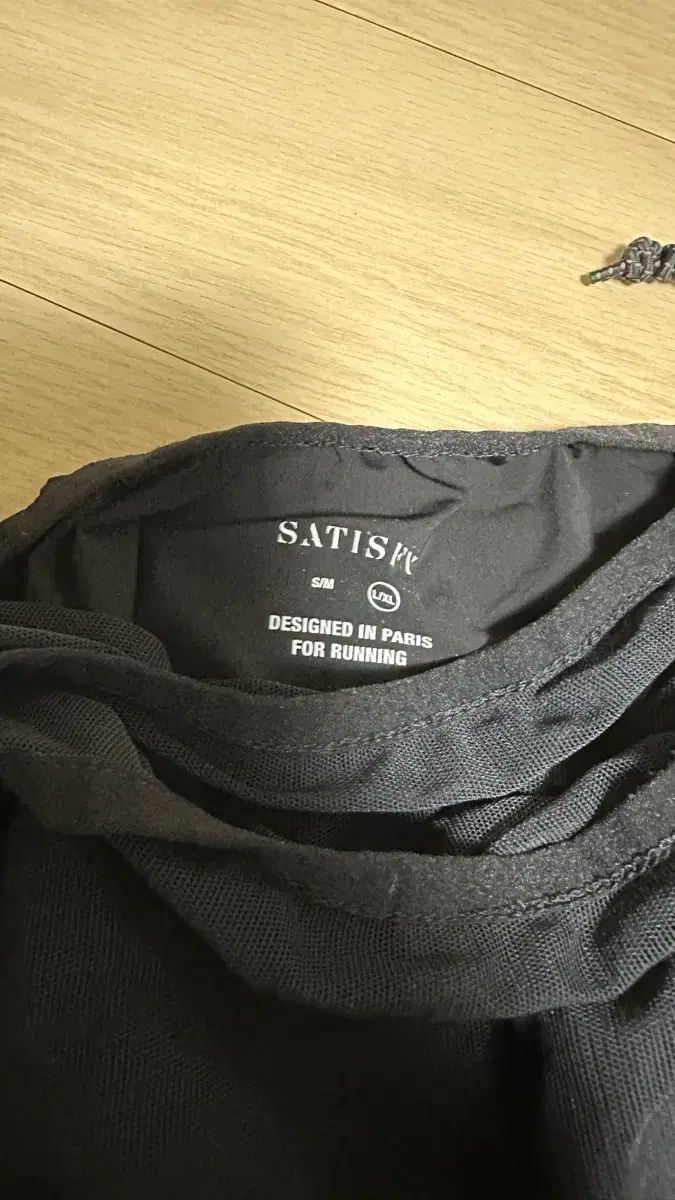 SATISFY
S/M L/XL
DESIGNED IN PARIS
FOR RUNNING